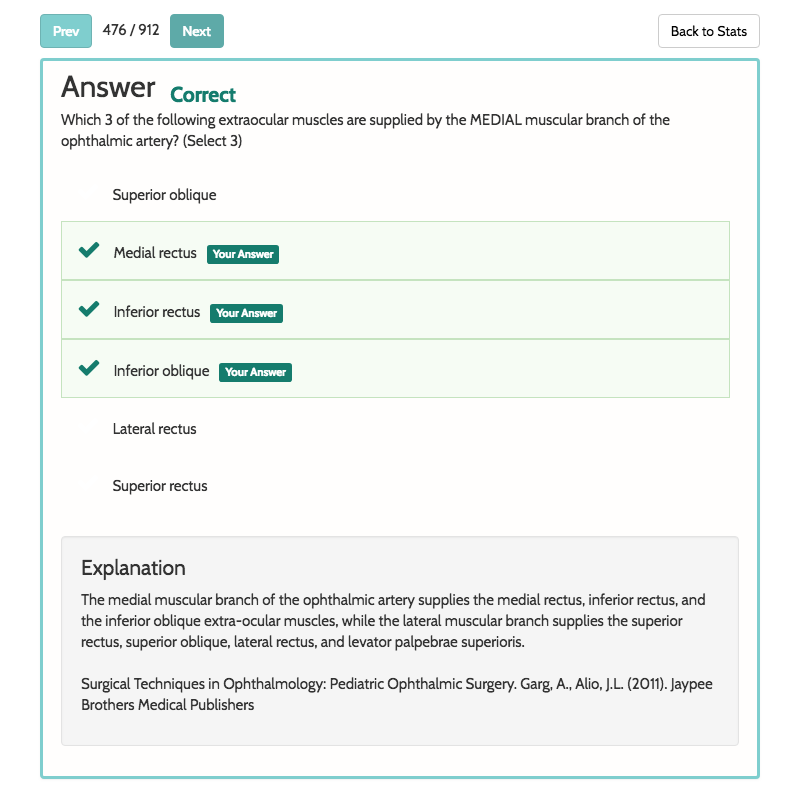 Prev 476 / 912 Next Back to Stats
Answer Correct
Which 3 of the following extraocular muscles are supplied by the MEDIAL muscular branch of the
ophthalmic artery? (Select 3)
Superior oblique
Medial rectus Your Answer
Inferior rectus Your Answer
Inferior oblique Your Answer
Lateral rectus
Superior rectus
Explanation
The medial muscular branch of the ophthalmic artery supplies the medial rectus, inferior rectus, and
the inferior oblique extra-ocular muscles, while the lateral muscular branch supplies the superior
rectus, superior oblique, lateral rectus, and levator palpebrae superioris.
Surgical Techniques in Ophthalmology: Pediatric Ophthalmic Surgery. Garg, A., Alio, J.L. (2011). Jaypee
Brothers Medical Publishers